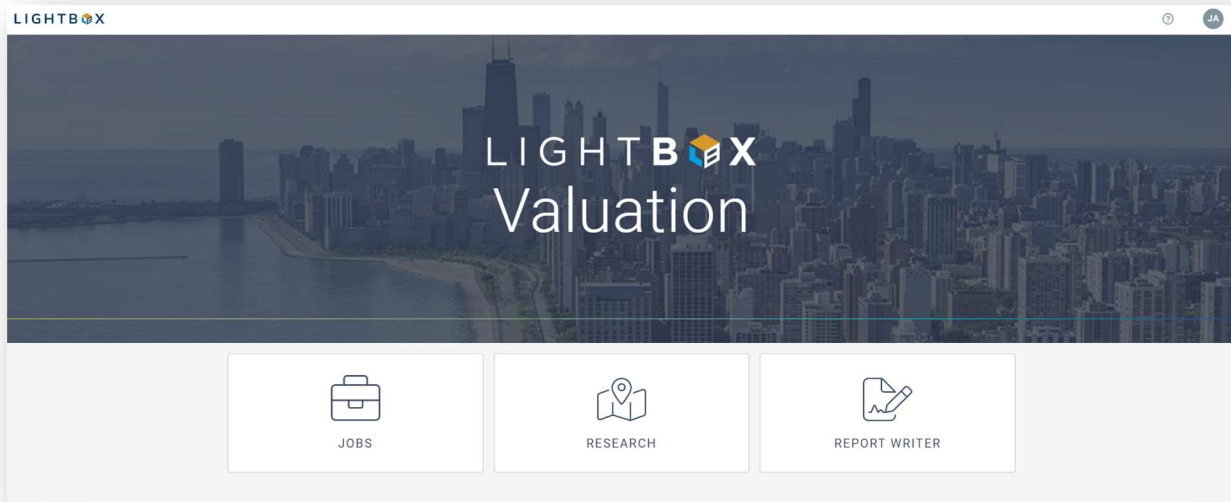 LIGHTBOX
JA
LIGHTBOX
Valuation
JOBS
RESEARCH
REPORT WRITER